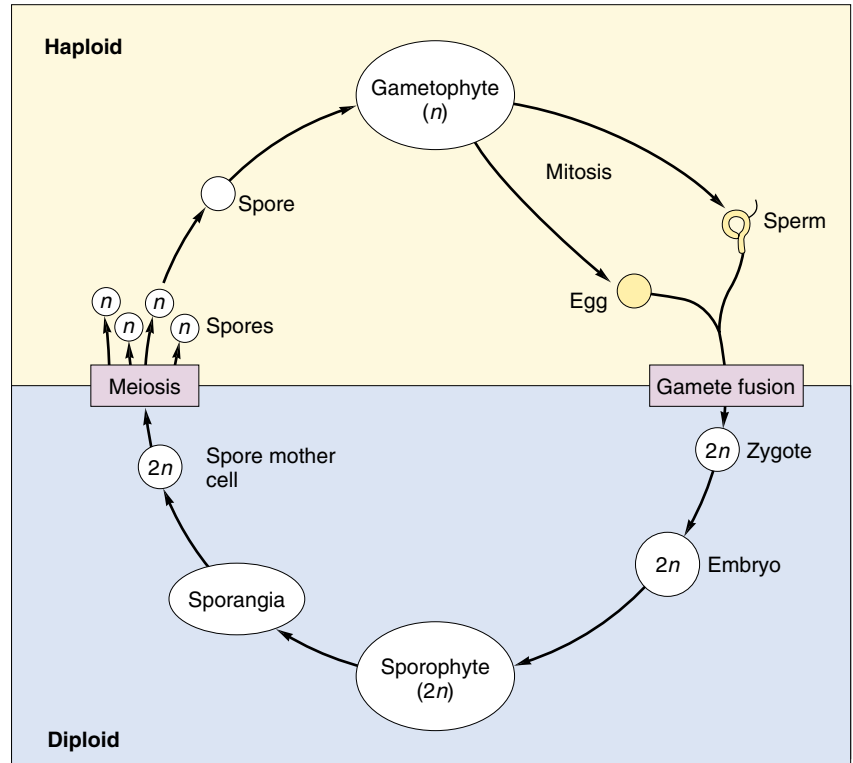 Haploid
Gametophyte
(n)
Mitosis
Spore
Sperm
Egg
n
n
n
n
Spores
Meiosis
Gamete fusion
2n
Zygote
2n
Spore mother
cell
2n
Embryo
Sporangia
Sporophyte
(2n)
Diploid